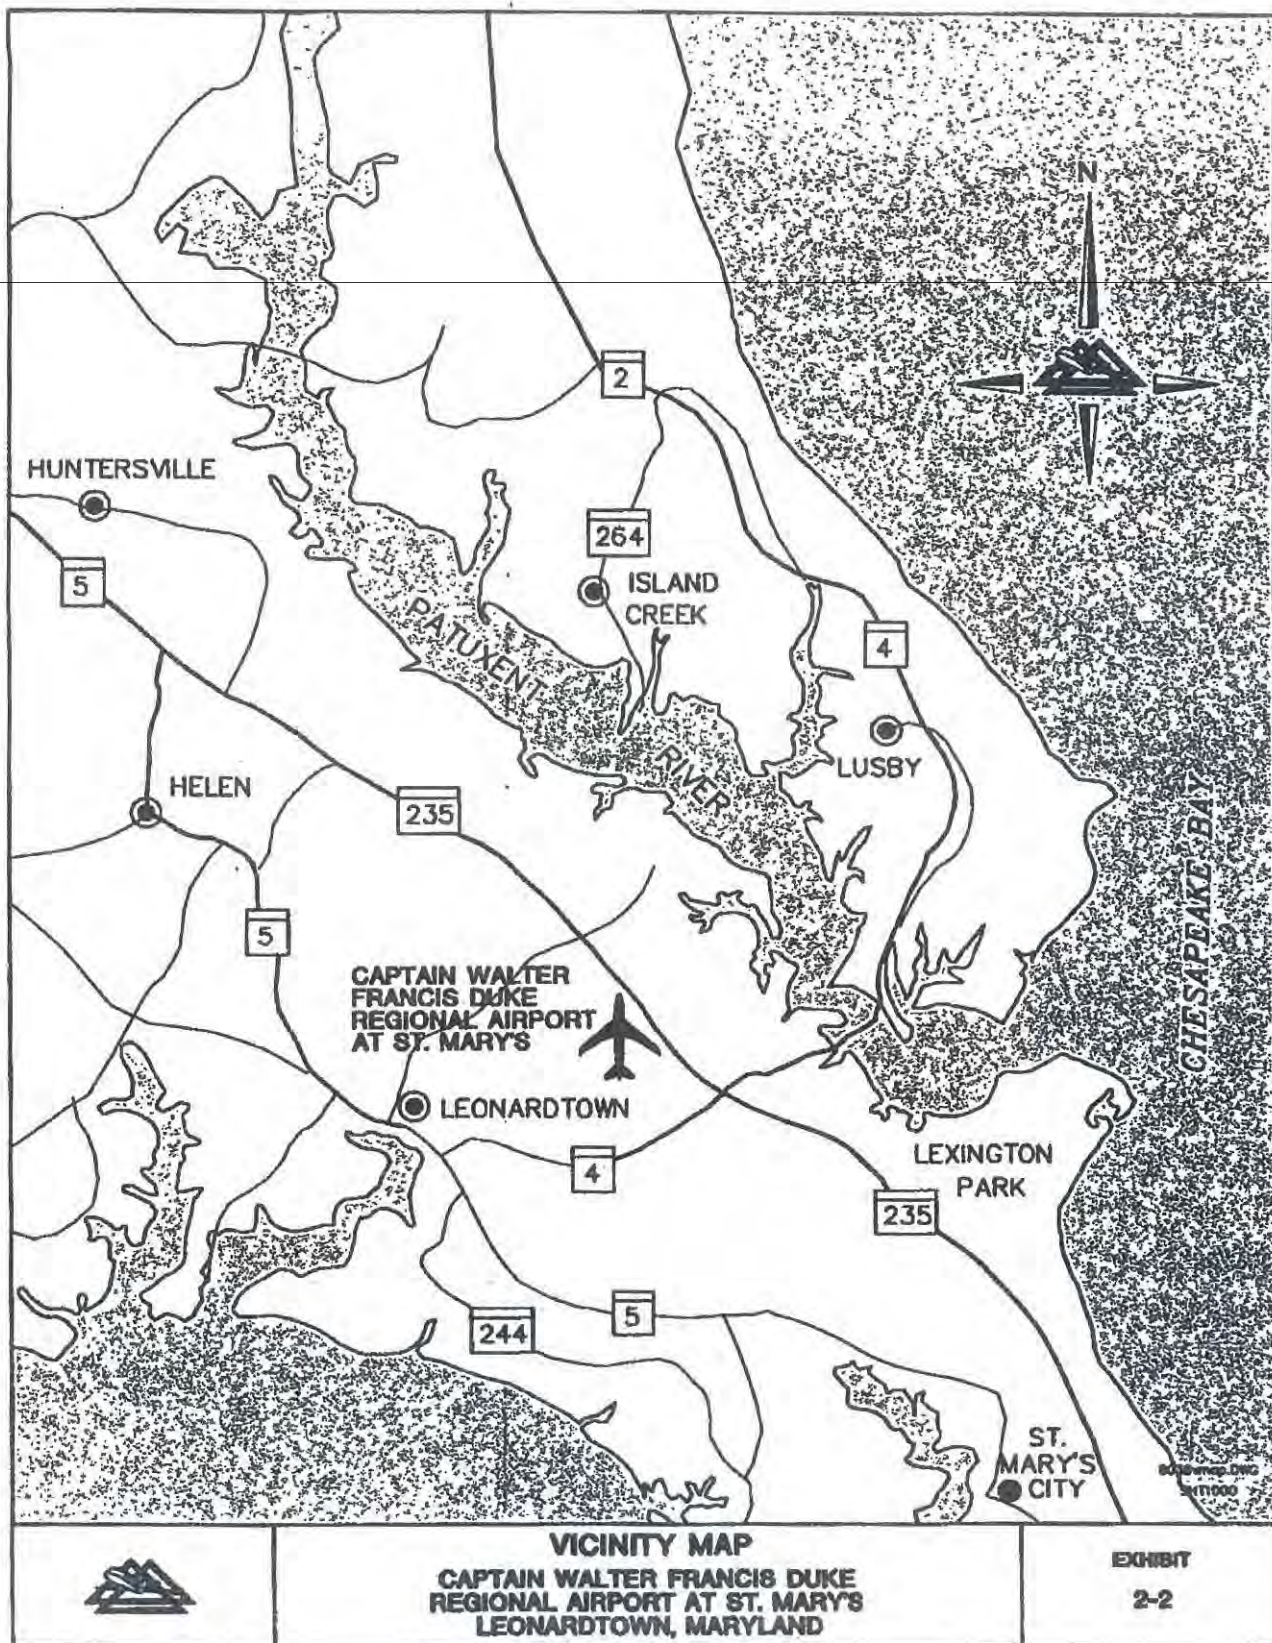 N
2
HUNTERSVILLE
264
5
ISLAND
CREEK
PATUXENT
RIVER
4
LUSBY
HELEN
235
CHESAPEAKE BAY
5
CAPTAIN WALTER
FRANCIS DUKE
REGIONAL AIRPORT
AT ST. MARY'S
LEONARDTOWN
4
LEXINGTON
PARK
235
5
244
ST.
MARY'S
CITY
VICINITY MAP
CAPTAIN WALTER FRANCIS DUKE
REGIONAL AIRPORT AT ST. MARY'S
LEONARDTOWN, MARYLAND
EXHIBIT
2-2